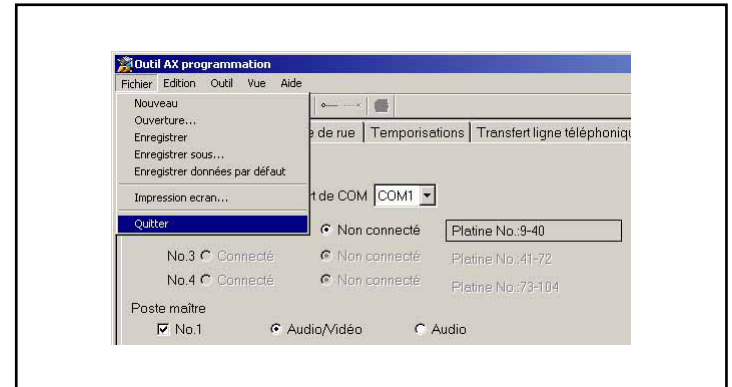 Outil AX programmation
Fichier Edition Outil Vue Aide
Nouveau
Ouverture...
Enregistrer
Enregistrer sous...
Enregistrer données par défaut
Impression ecran...
Quitter
de rue Temporisations Transfert ligne téléphoniqu
de COM COM1
Non connecté Platine No.:9-40
No.3 Connecté Non connecté Platine No.:41-72
No.4 Connecté Non connecté Platine No.:73-104
Poste maître
No.1 Audio/Vidéo Audio